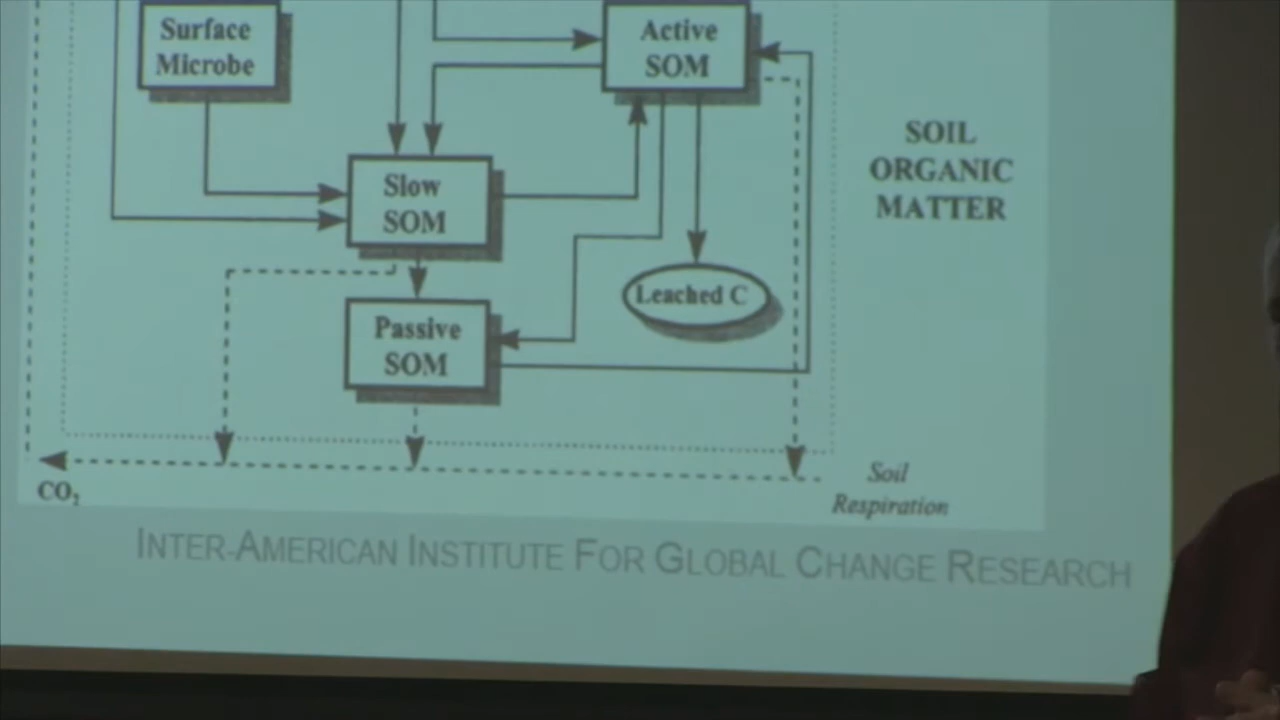 Surface
Microbe
Active
SOM
SOIL
ORGANIC
MATTER
Slow
SOM
Leached C
Passive
SOM
CO₂
Soil
Respiration
INTER-AMERICAN INSTITUTE FOR GLOBAL CHANGE RESEARCH